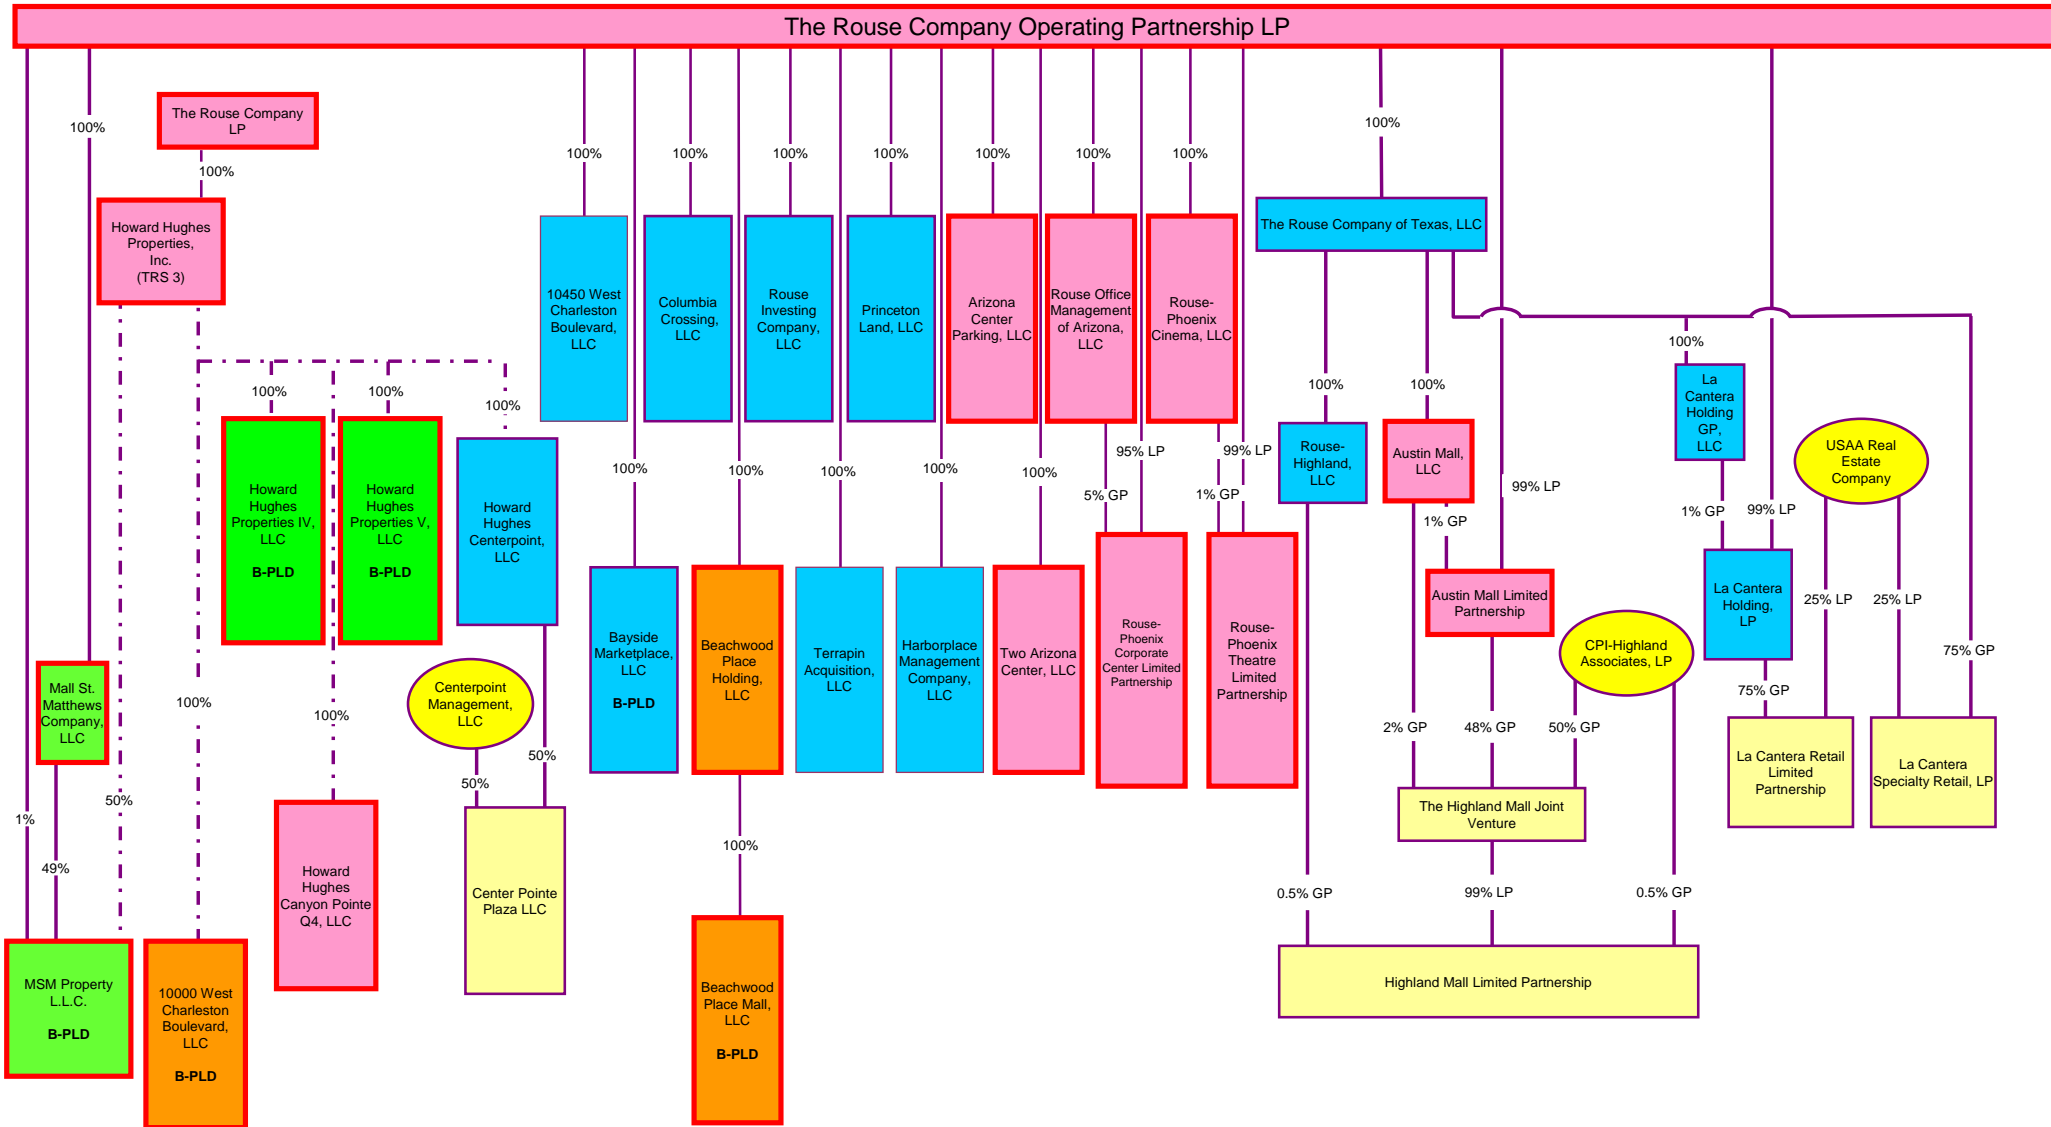 The Rouse Company Operating Partnership LP
100%
The Rouse Company
LP
100%
Howard Hughes
Properties,
Inc.
(TRS 3)
100%
100%
100%
100%
100%
100%
100%
100%
10450 West
Charleston
Boulevard,
LLC
Columbia
Crossing,
LLC
Rouse
Investing
Company,
LLC
Princeton
Land, LLC
Arizona
Center
Parking, LLC
Rouse Office
Management
of Arizona,
LLC
Rouse-
Phoenix
Cinema, LLC
The Rouse Company of Texas, LLC
100%
100%
100%
100%
100%
100%
Howard
Hughes
Properties IV,
LLC
B-PLD
Howard
Hughes
Properties V,
LLC
B-PLD
Howard
Hughes
Centerpoint,
LLC
100%
100%
100%
100%
100%
95% LP
99% LP
5% GP
1% GP
Rouse-
Highland,
LLC
Austin Mall,
LLC
1% GP
99% LP
La
Cantera
Holding
GP,
LLC
1% GP
99% LP
USAA Real
Estate
Company
Mall St.
Matthews
Company,
LLC
100%
100%
Centerpoint
Management,
LLC
50%
50%
Bayside
Marketplace,
LLC
B-PLD
Beachwood
Place
Holding,
LLC
Terrapin
Acquisition,
LLC
Harborplace
Management
Company,
LLC
Two Arizona
Center, LLC
Rouse-
Phoenix
Corporate
Center Limited
Partnership
Rouse-
Phoenix
Theatre
Limited
Partnership
Austin Mall Limited
Partnership
CPI-Highland
Associates, LP
La Cantera
Holding,
LP
25% LP
25% LP
75% GP
75% GP
2% GP
48% GP
50% GP
1%
49%
50%
Howard
Hughes
Canyon Pointe
Q4, LLC
Center Pointe
Plaza LLC
100%
The Highland Mall Joint
Venture
La Cantera Retail
Limited
Partnership
La Cantera
Specialty Retail, LP
0.5% GP
99% LP
0.5% GP
MSM Property
L.L.C.
B-PLD
10000 West
Charleston
Boulevard,
LLC
B-PLD
Beachwood
Place Mall,
LLC
B-PLD
Highland Mall Limited Partnership